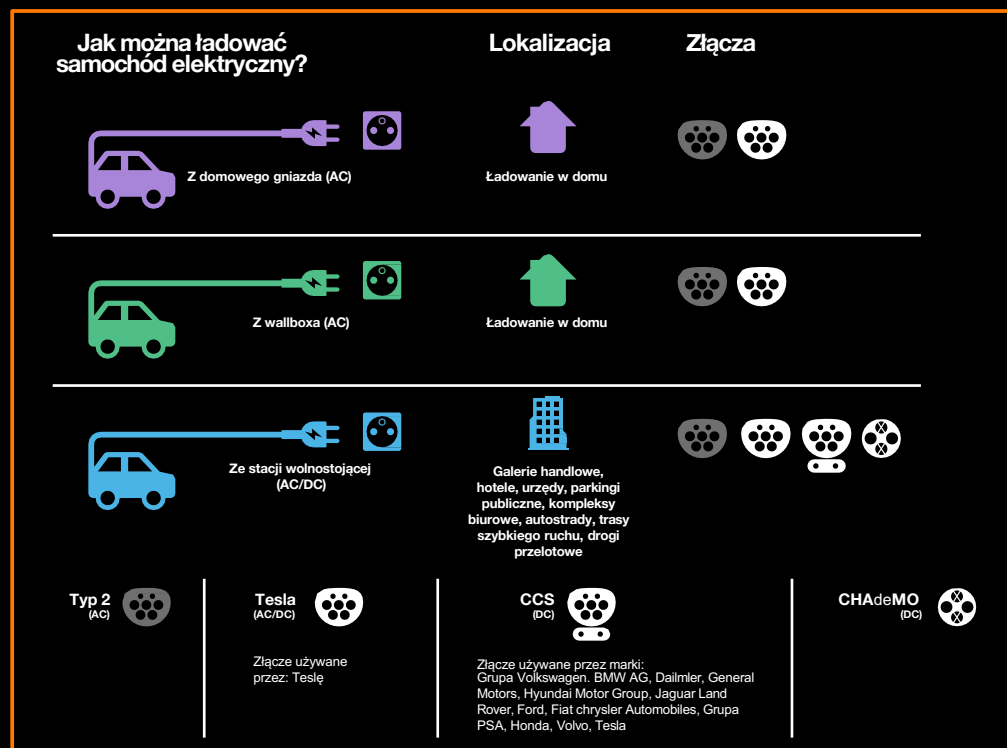 Jak można ładować
samochód elektryczny?
Lokalizacja
Złącza
Z domowego gniazda (AC)
Ładowanie w domu
Z wallboxa (AC)
Ładowanie w domu
Ze stacji wolnostojącej
(AC/DC)
Galerie handlowe,
hotele, urzędy, parkingi
publiczne, kompleksy
biurowe, autostrady, trasy
szybkiego ruchu, drogi
przelotowe
Typ 2
(AC)
Tesla
(AC/DC)
Złącze używane
przez: Teslę
CCS
(DC)
Złącze używane przez marki:
Grupa Volkswagen. BMW AG, Dailmler, General
Motors, Hyundai Motor Group, Jaguar Land
Rover, Ford, Fiat chrysler Automobiles, Grupa
PSA, Honda, Volvo, Tesla
CHAdeMO
(DC)